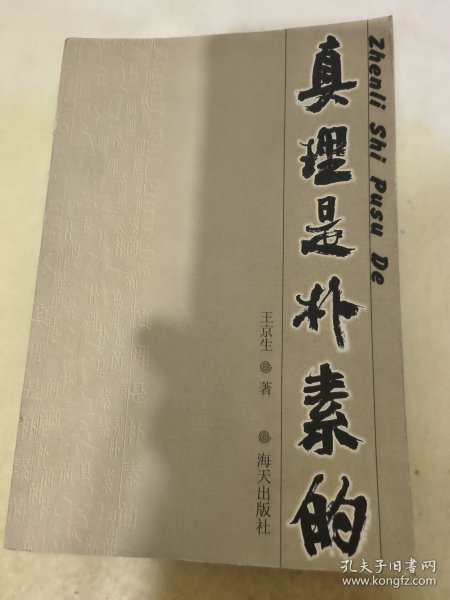 真理是朴素的
Zhenli Shi Pusu De
王京生 著
海天出版社
孔夫子旧书网
www.kongfz.com